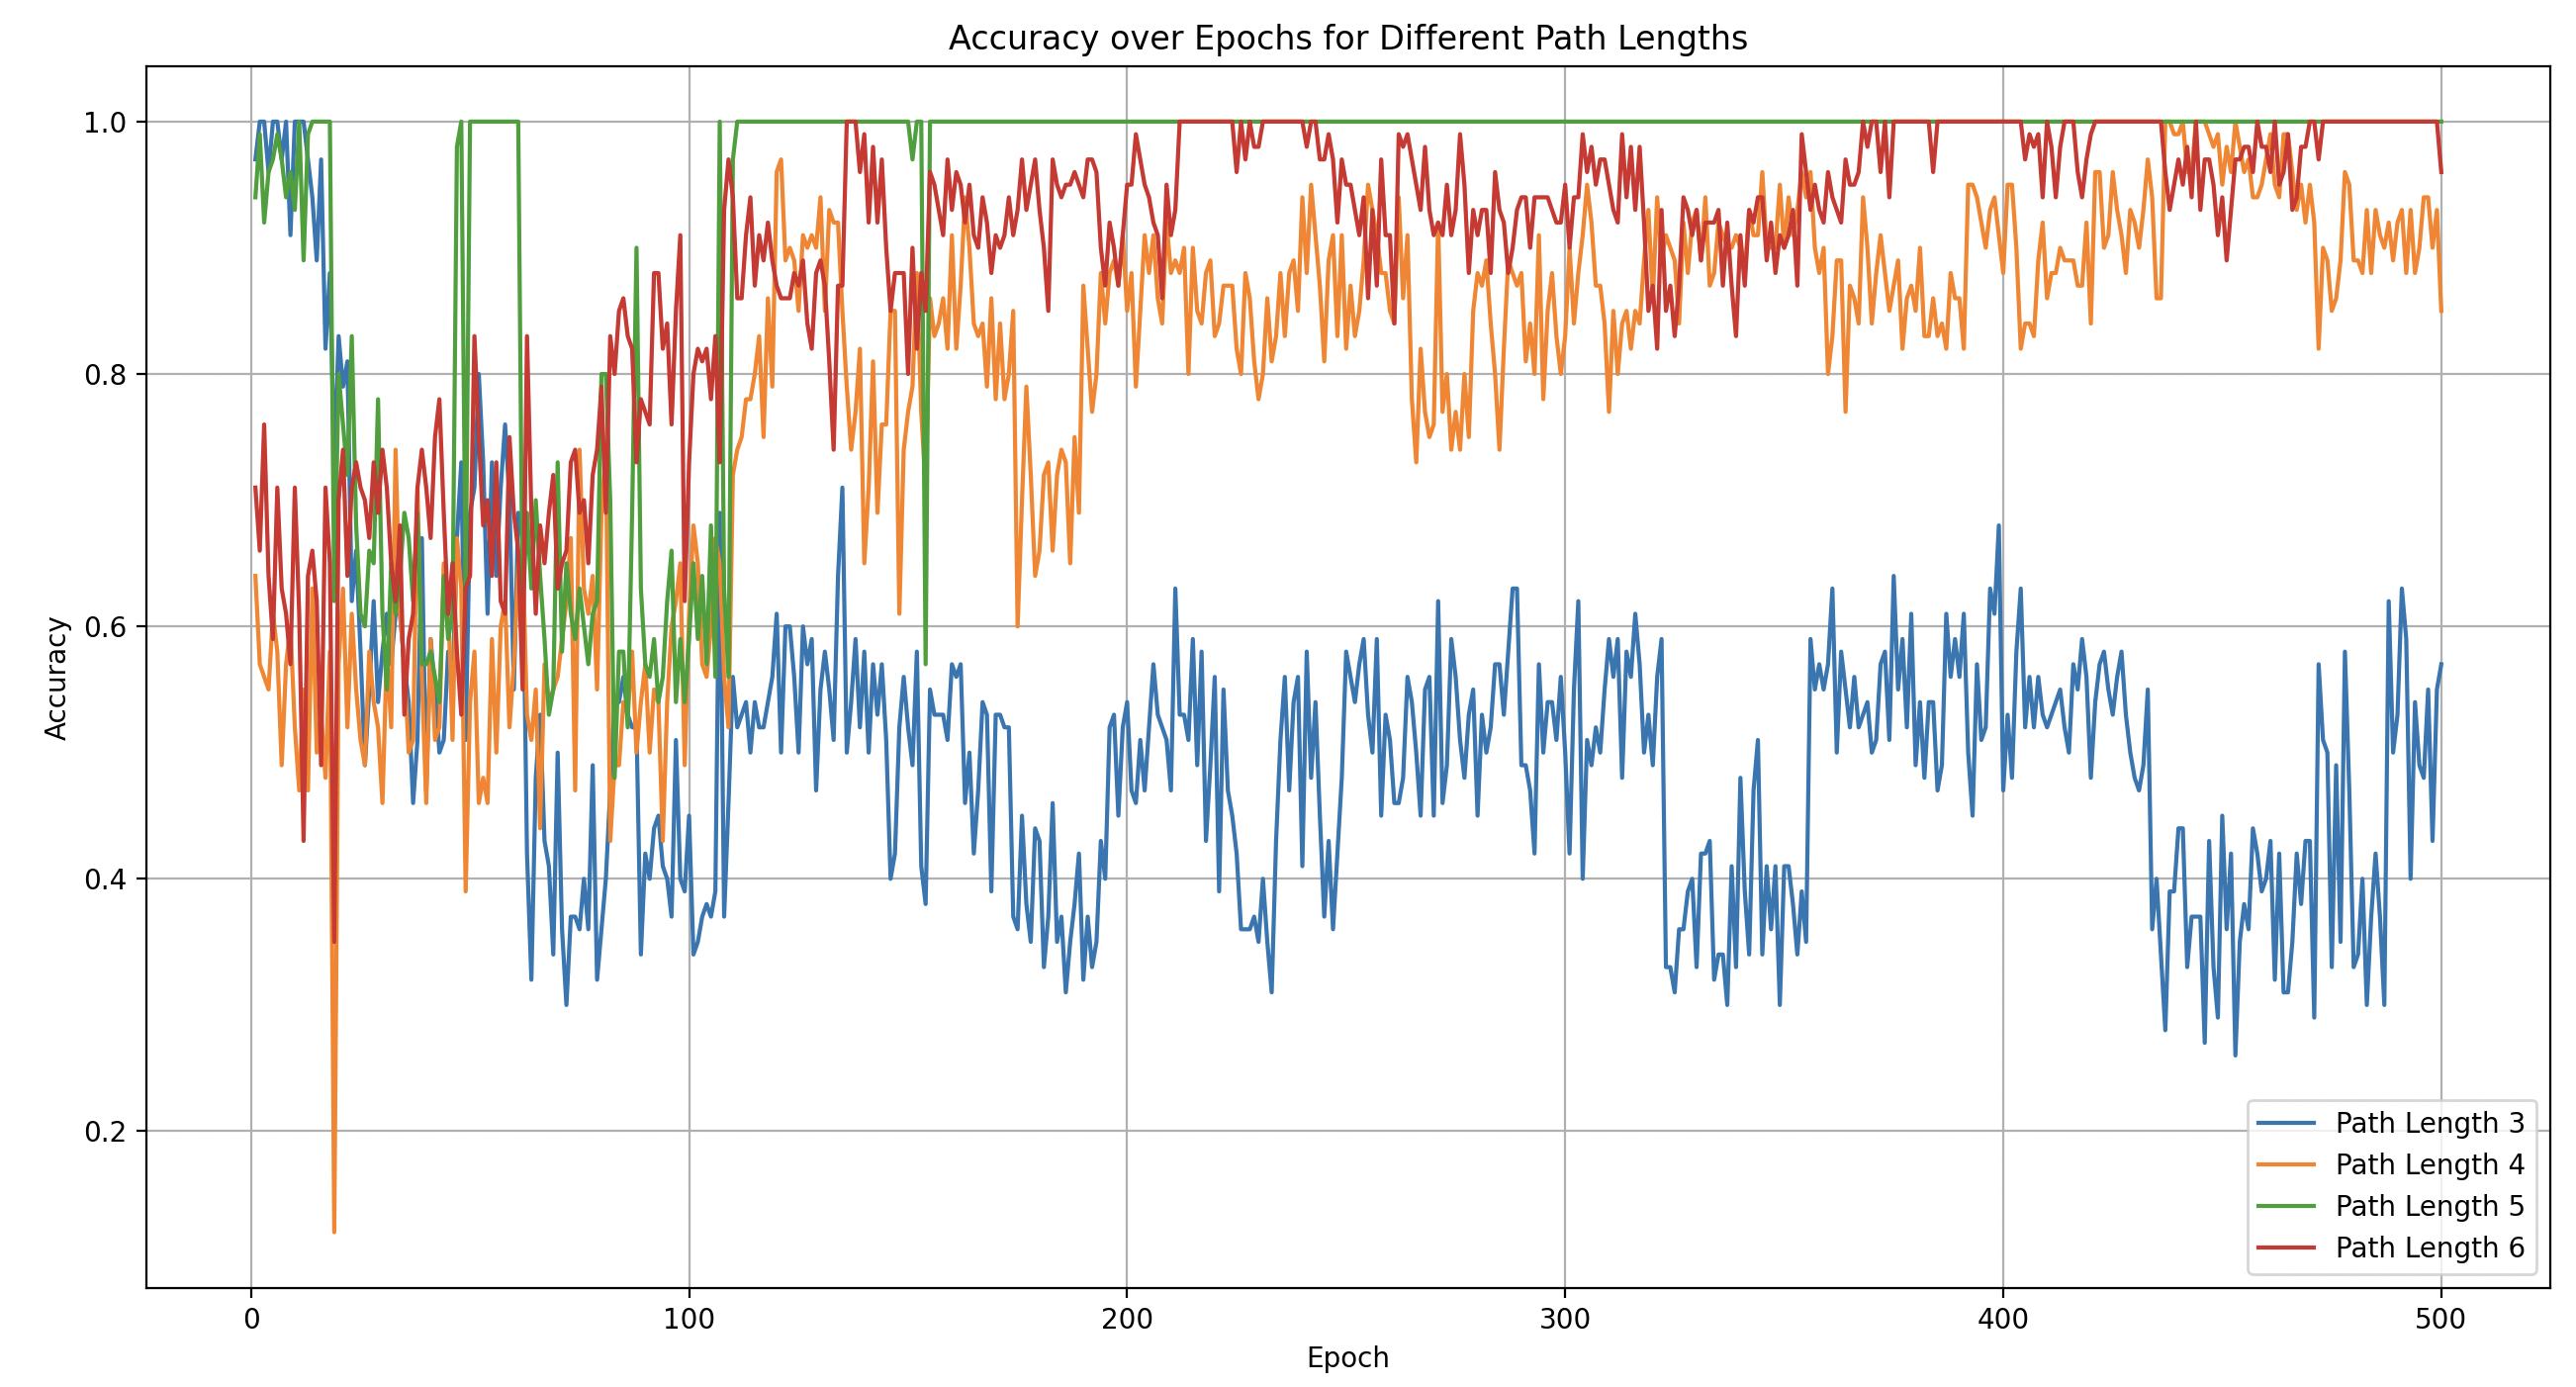 Accuracy over Epochs for Different Path Lengths
1.0
0.8
0.6
0.4
0.2
Accuracy
0
100
200
300
400
500
Epoch
Path Length 3
Path Length 4
Path Length 5
Path Length 6